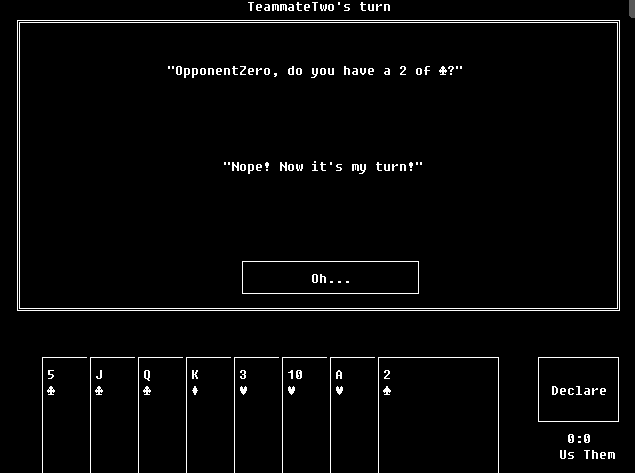 TeammateTwo's turn
"OpponentZero, do you have a 2 of ♣?"
"Nope! Now it's my turn!"
Oh...
5 J Q K 3 10 A 2
♣ ♣ ♣ ♦ ♥ ♥ ♥ ♠
Declare
0:0
Us Them